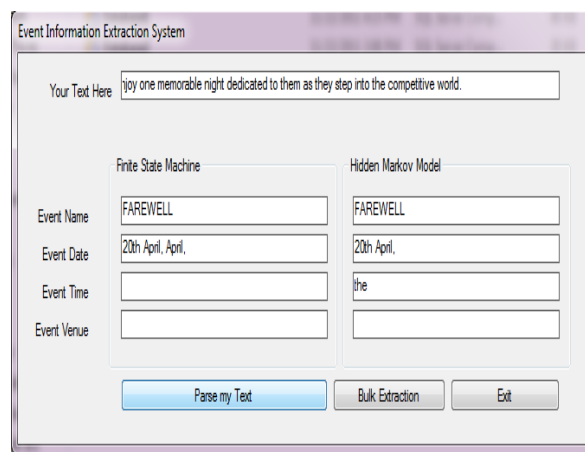 Event Information Extraction System
Your Text Here njoy one memorable night dedicated to them as they step into the competitive world.
Finite State Machine Hidden Markov Model
Event Name FAREWELL FAREWELL
Event Date 20th April, April, 20th April,
Event Time the
Event Venue
Parse my Text Bulk Extraction Exit